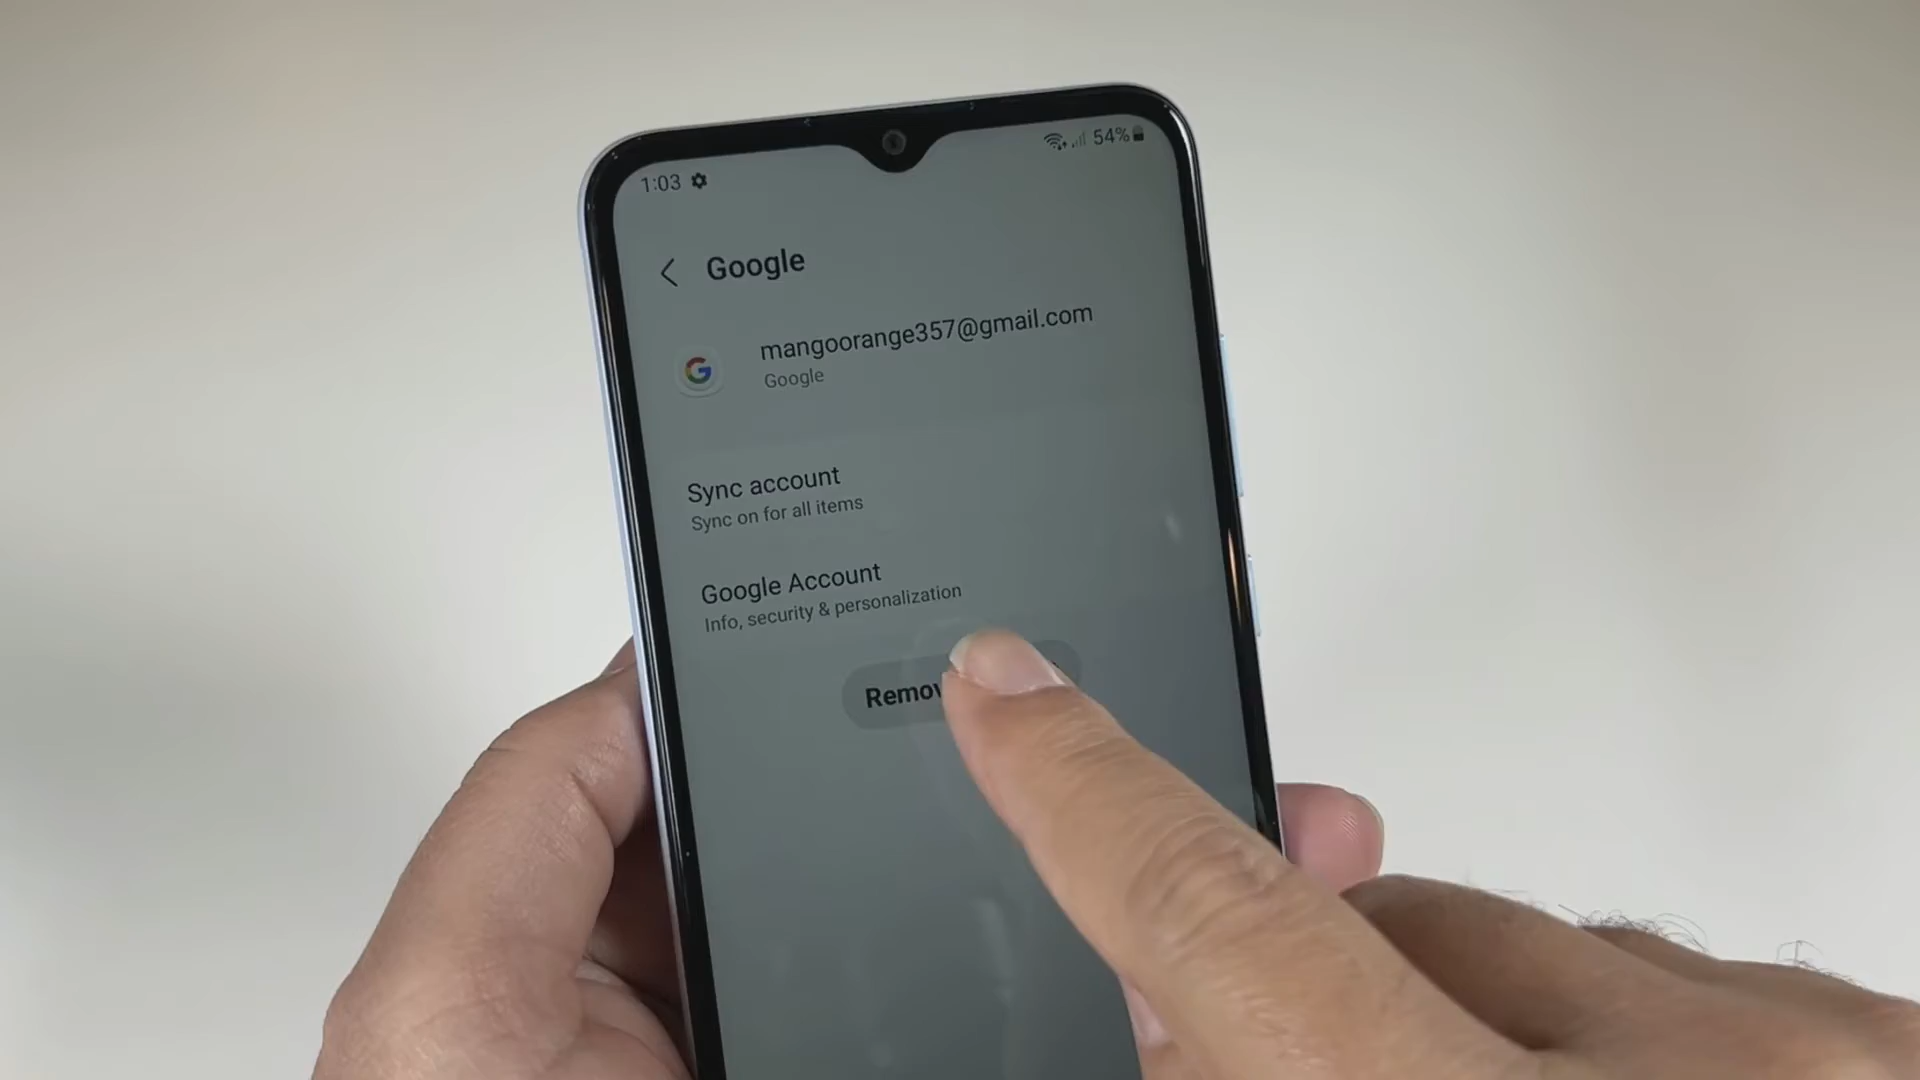 1:03
54%
Google
mangoorange357@gmail.com
Google
Sync account
Sync on for all items
Google Account
Info, security & personalization